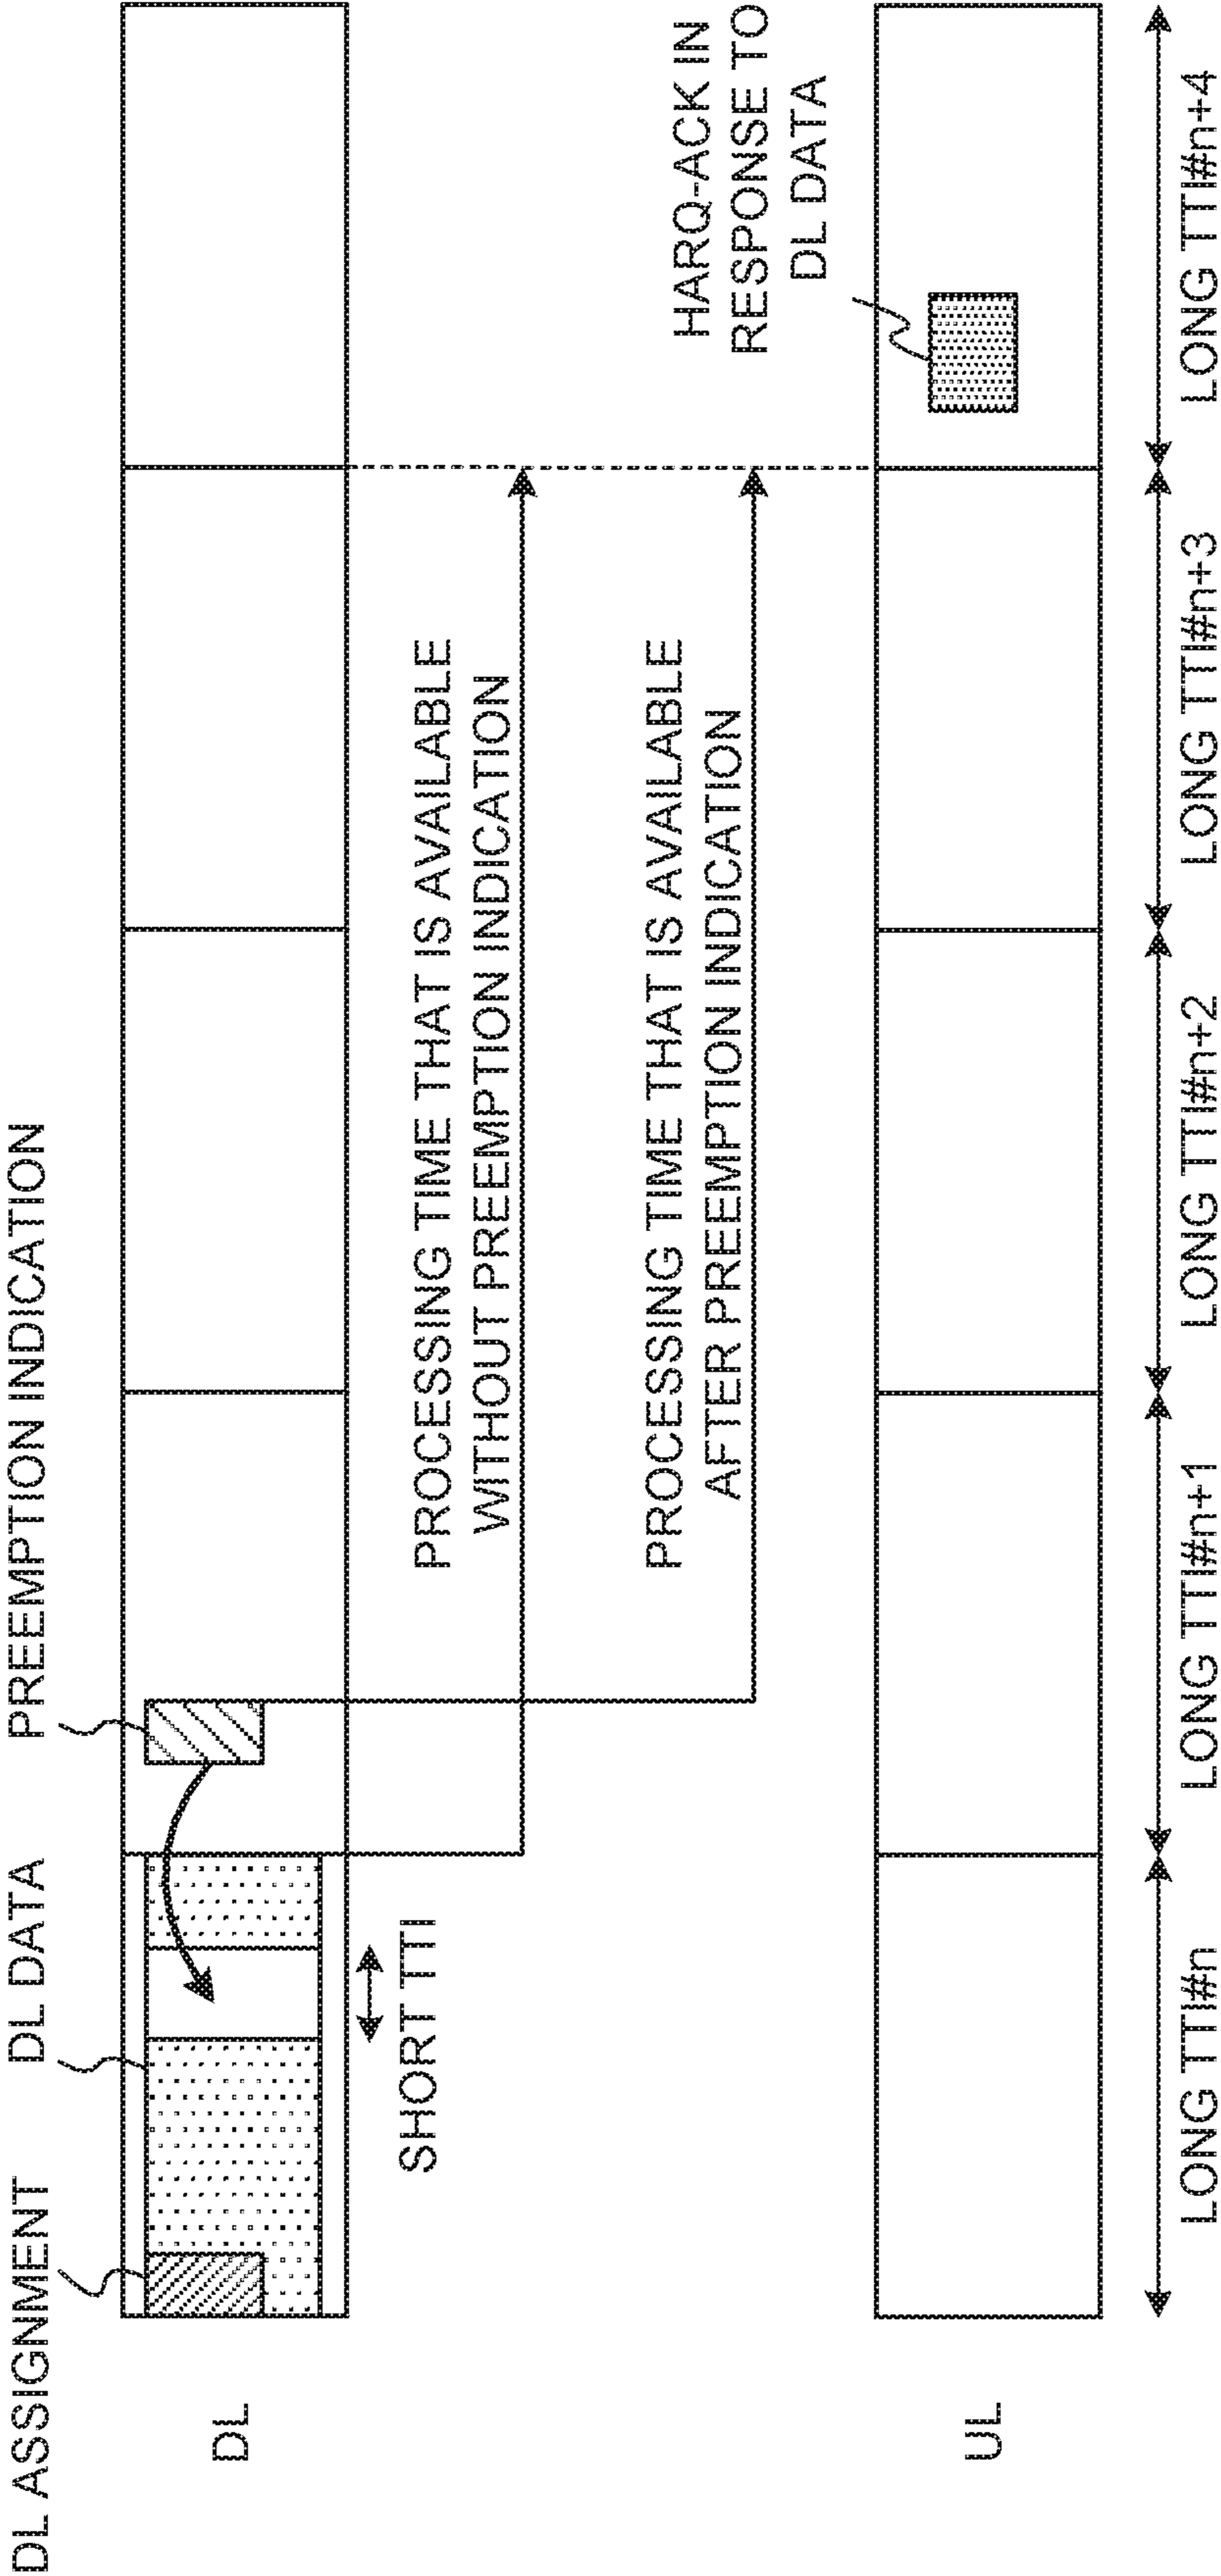 DL ASSIGNMENT
DL DATA
PREEMPTION INDICATION
DL
SHORT TTI
PROCESSING TIME THAT IS AVAILABLE
WITHOUT PREEMPTION INDICATION
PROCESSING TIME THAT IS AVAILABLE
AFTER PREEMPTION INDICATION
HARQ-ACK IN
RESPONSE TO
DL DATA
UL
LONG TTI#n
LONG TTI#n+1
LONG TTI#n+2
LONG TTI#n+3
LONG TTI#n+4